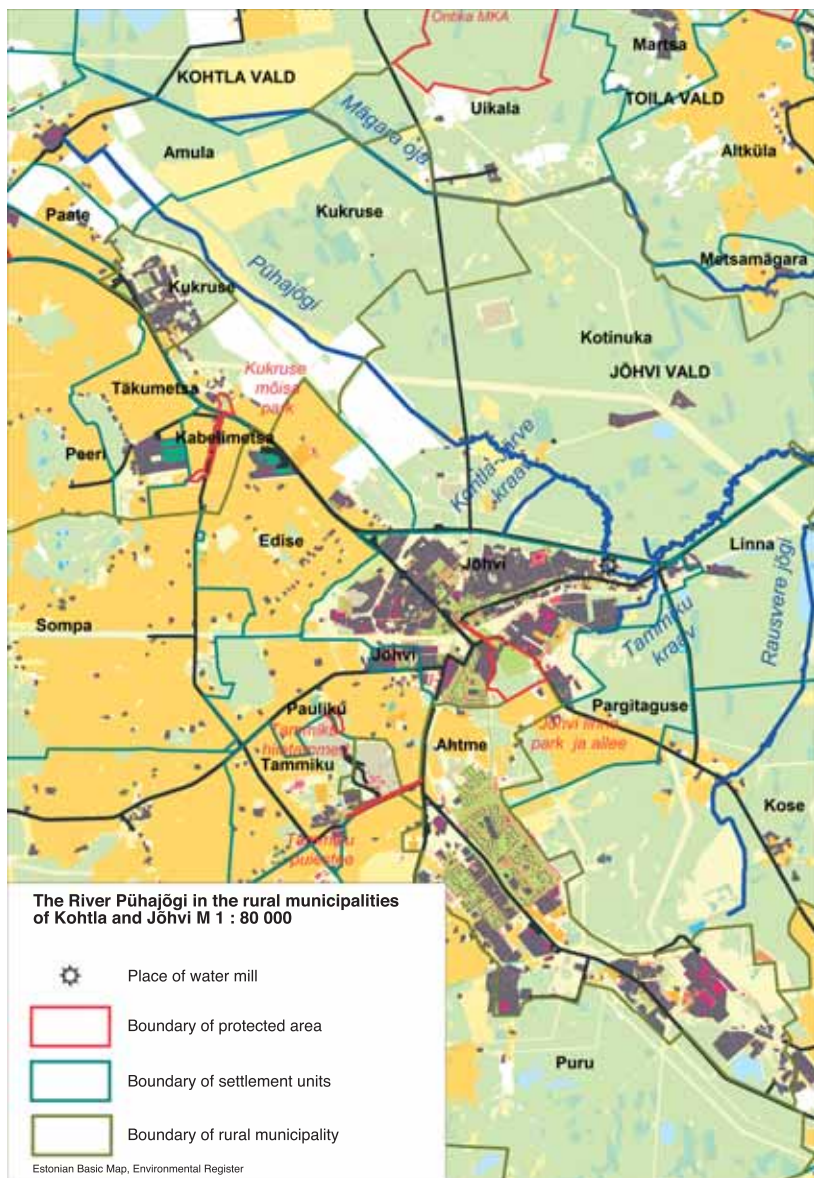 Ontika MKA
Martsa
KOHTLA VALD
Mägara oja
Uikala
TOILA VALD
Amula
Altküla
Paate
Kukruse
Pühajõgi
Metsamägara
Kukruse
Kotinuka
JÕHVI VALD
Täkumetsa
Kukruse
mõisa
park
Peeri
Kabelimetsa
Kohtla-Järve
kraav
Edise
Jõhvi
Linna
Rausvere jõgi
Sompa
Tammiku
kraav
Jõhvi
Pargitaguse
Pauliku
Tammiku
hiietammed
Ahtme
Jõhvi linna
park ja allee
Tammiku
Kose
Tammiku
puiestee
The River Pühajõgi in the rural municipalities
of Kohtla and Jõhvi M 1 : 80 000
Place of water mill
Boundary of protected area
Boundary of settlement units
Boundary of rural municipality
Puru
Estonian Basic Map, Environmental Register